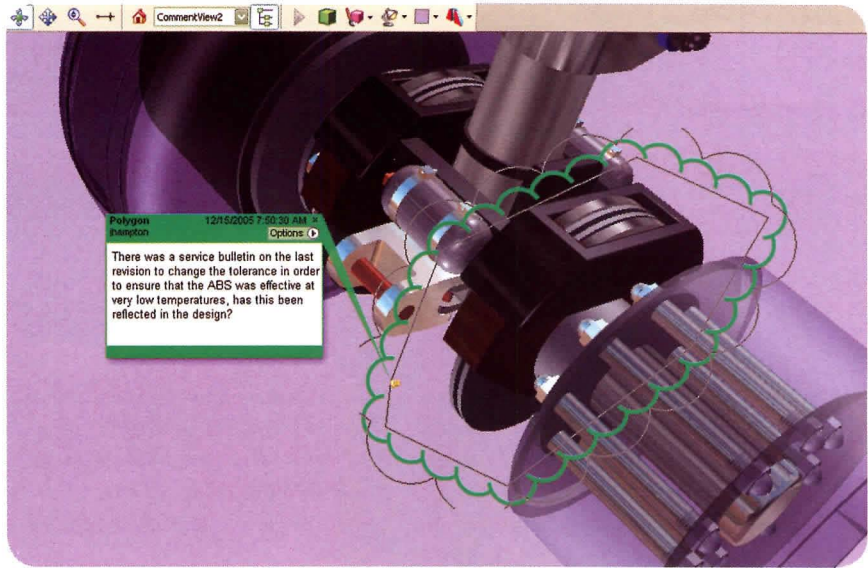 CommentView2
Polygon 12/15/2005 7:50:30 AM ×
jhampton Options
There was a service bulletin on the last
revision to change the tolerance in order
to ensure that the ABS was effective at
very low temperatures, has this been
reflected in the design?